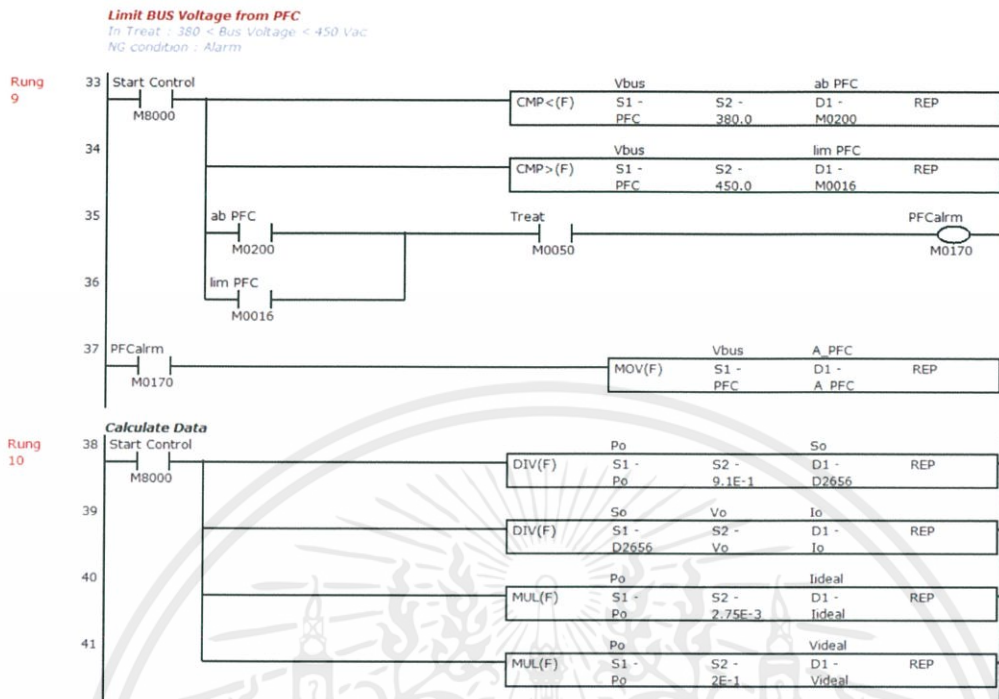 Limit BUS Voltage from PFC
In Treat : 380 < Bus Voltage < 450 Vac
NG condition : Alarm
Rung 9
33 Start Control
M8000
Vbus ab PFC
CMP<(F) S1 - S2 - D1 - REP
PFC 380.0 M0200
34
Vbus lim PFC
CMP>(F) S1 - S2 - D1 - REP
PFC 450.0 M0016
35
ab PFC Treat PFCalrm
M0200 M0050 M0170
36
lim PFC
M0016
37 PFCalrm
M0170
Vbus A_PFC
MOV(F) S1 - D1 - REP
PFC A_PFC
Calculate Data
Rung 10
38 Start Control
M8000
Po So
DIV(F) S1 - S2 - D1 - REP
Po 9.1E-1 D2656
39
So Vo Io
DIV(F) S1 - S2 - D1 - REP
D2656 Vo Io
40
Po Iideal
MUL(F) S1 - S2 - D1 - REP
Po 2.75E-3 Iideal
41
Po Videal
MUL(F) S1 - S2 - D1 - REP
Po 2E-1 Videal